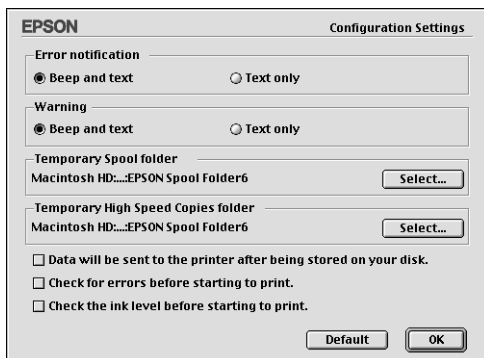 EPSON Configuration Settings
Error notification
Beep and text Text only
Warning
Beep and text Text only
Temporary Spool folder
Macintosh HD:...:EPSON Spool Folder6 Select...
Temporary High Speed Copies folder
Macintosh HD:...:EPSON Spool Folder6 Select...
Data will be sent to the printer after being stored on your disk.
Check for errors before starting to print.
Check the ink level before starting to print.
Default OK